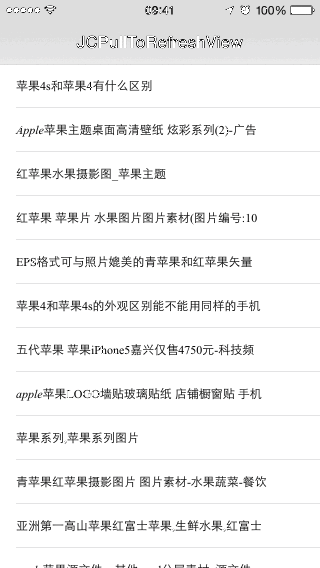 09:41
100%
JCPullToRefreshView
苹果4s和苹果4有什么区别
Apple苹果主题桌面高清壁纸 炫彩系列(2)-广告
红苹果水果摄影图_苹果主题
红苹果 苹果片 水果图片图片素材(图片编号:10
EPS格式可与照片媲美的青苹果和红苹果矢量
苹果4和苹果4s的外观区别能不能用同样的手机
五代苹果 苹果iPhone5嘉兴仅售4750元-科技频
apple苹果LOGO墙贴玻璃贴纸 店铺橱窗贴 手机
苹果系列,苹果系列图片
青苹果红苹果摄影图片 图片素材-水果蔬菜-餐饮
亚洲第一高山苹果红富士苹果,生鲜水果,红富士